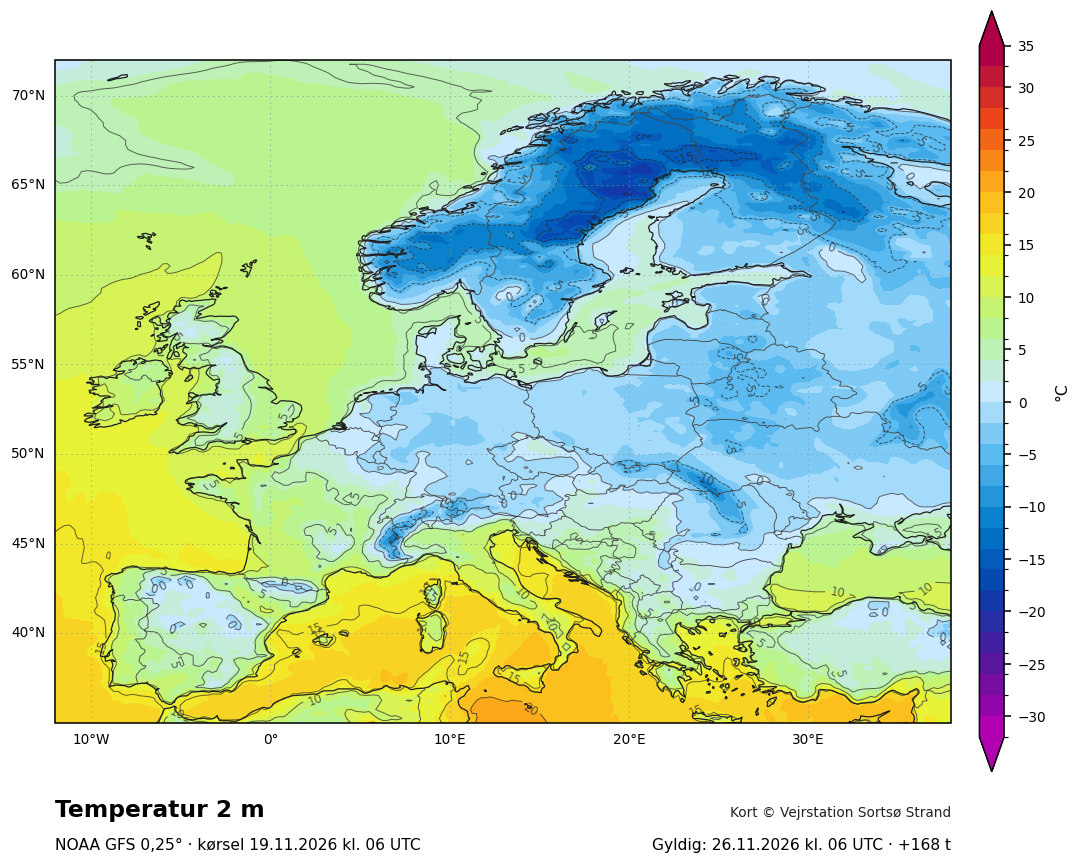 70°N
65°N
60°N
55°N
50°N
45°N
40°N
10°W
0°
10°E
20°E
30°E
35
30
25
20
15
10
5
0
−5
−10
−15
−20
−25
−30
°C
Temperatur 2 m
Kort © Vejrstation Sortsø Strand
NOAA GFS 0,25° · kørsel 19.11.2026 kl. 06 UTC
Gyldig: 26.11.2026 kl. 06 UTC · +168 t